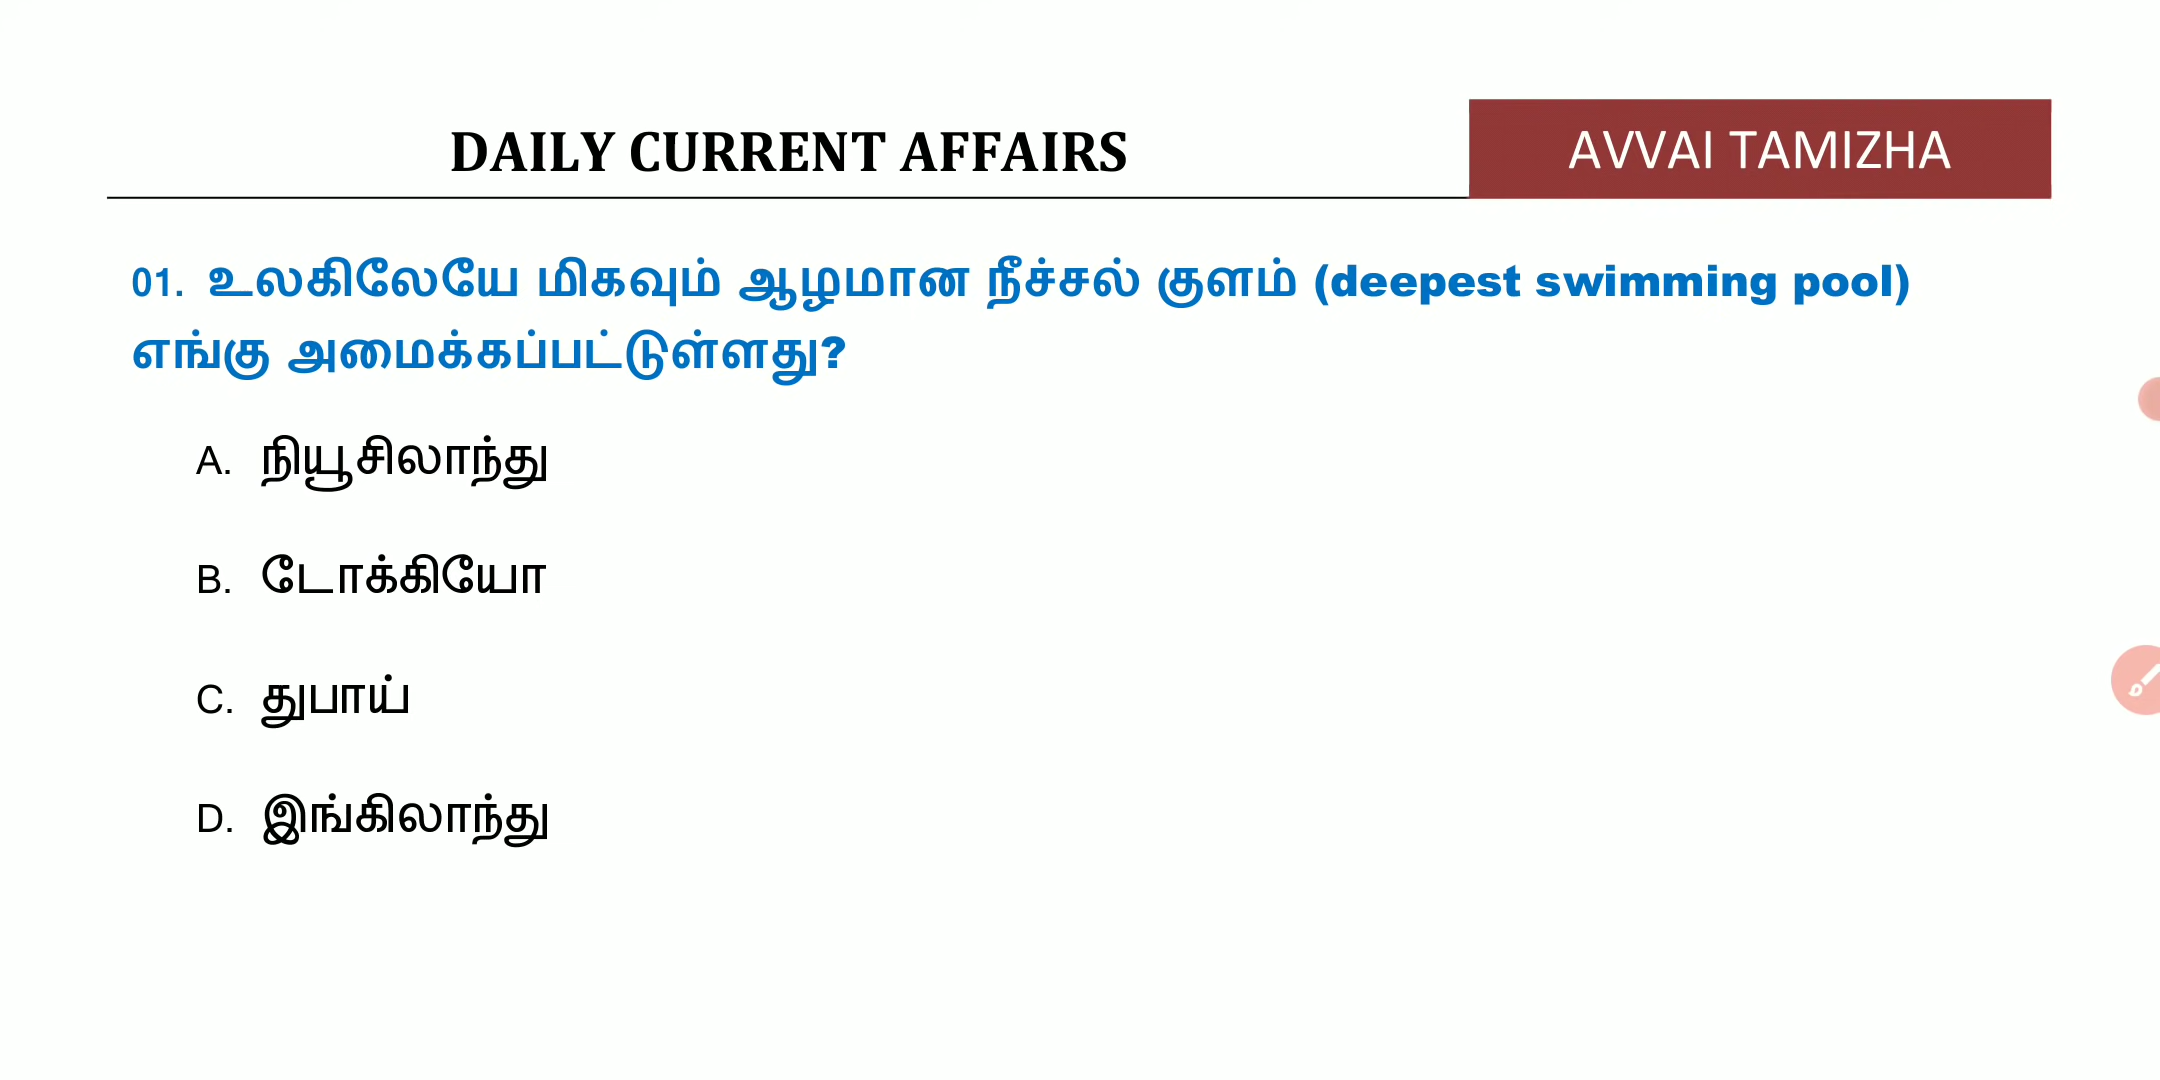 DAILY CURRENT AFFAIRS
AVVAI TAMIZHA
01. உலகிலேயே மிகவும் ஆழமான நீச்சல் குளம் (deepest swimming pool)
எங்கு அமைக்கப்பட்டுள்ளது?
A. நியூசிலாந்து
B. டோக்கியோ
C. துபாய்
D. இங்கிலாந்து